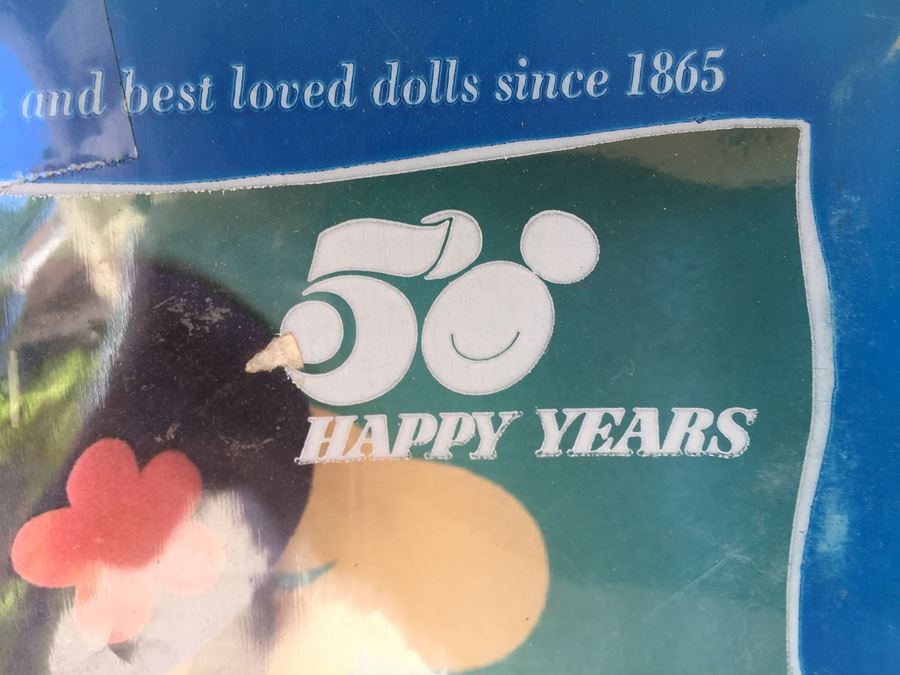 and best loved dolls since 1865
50
HAPPY YEARS